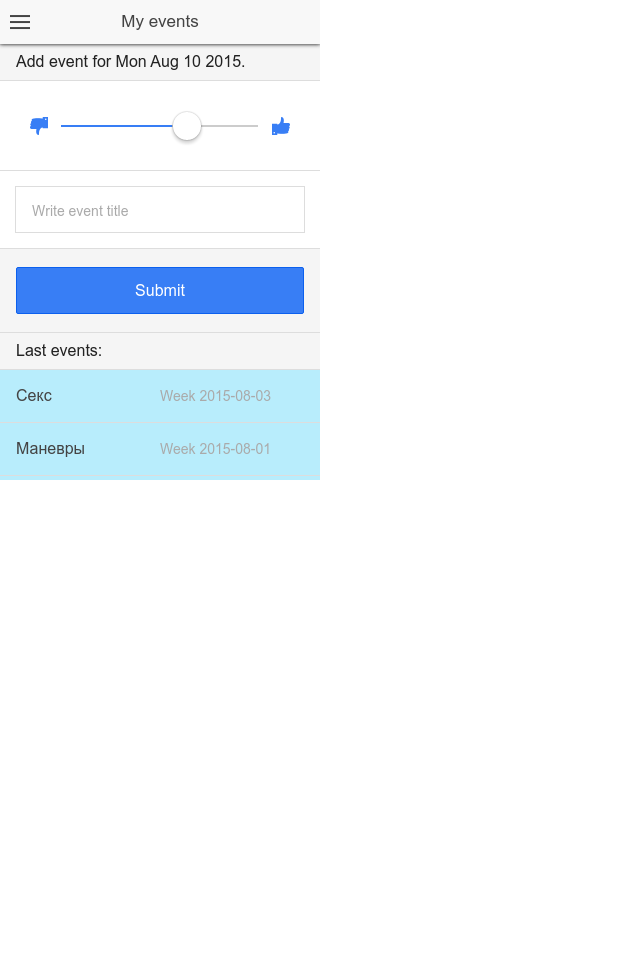 My events
Add event for Mon Aug 10 2015.
Write event title
Submit
Last events:
Секс Week 2015-08-03
Маневры Week 2015-08-01